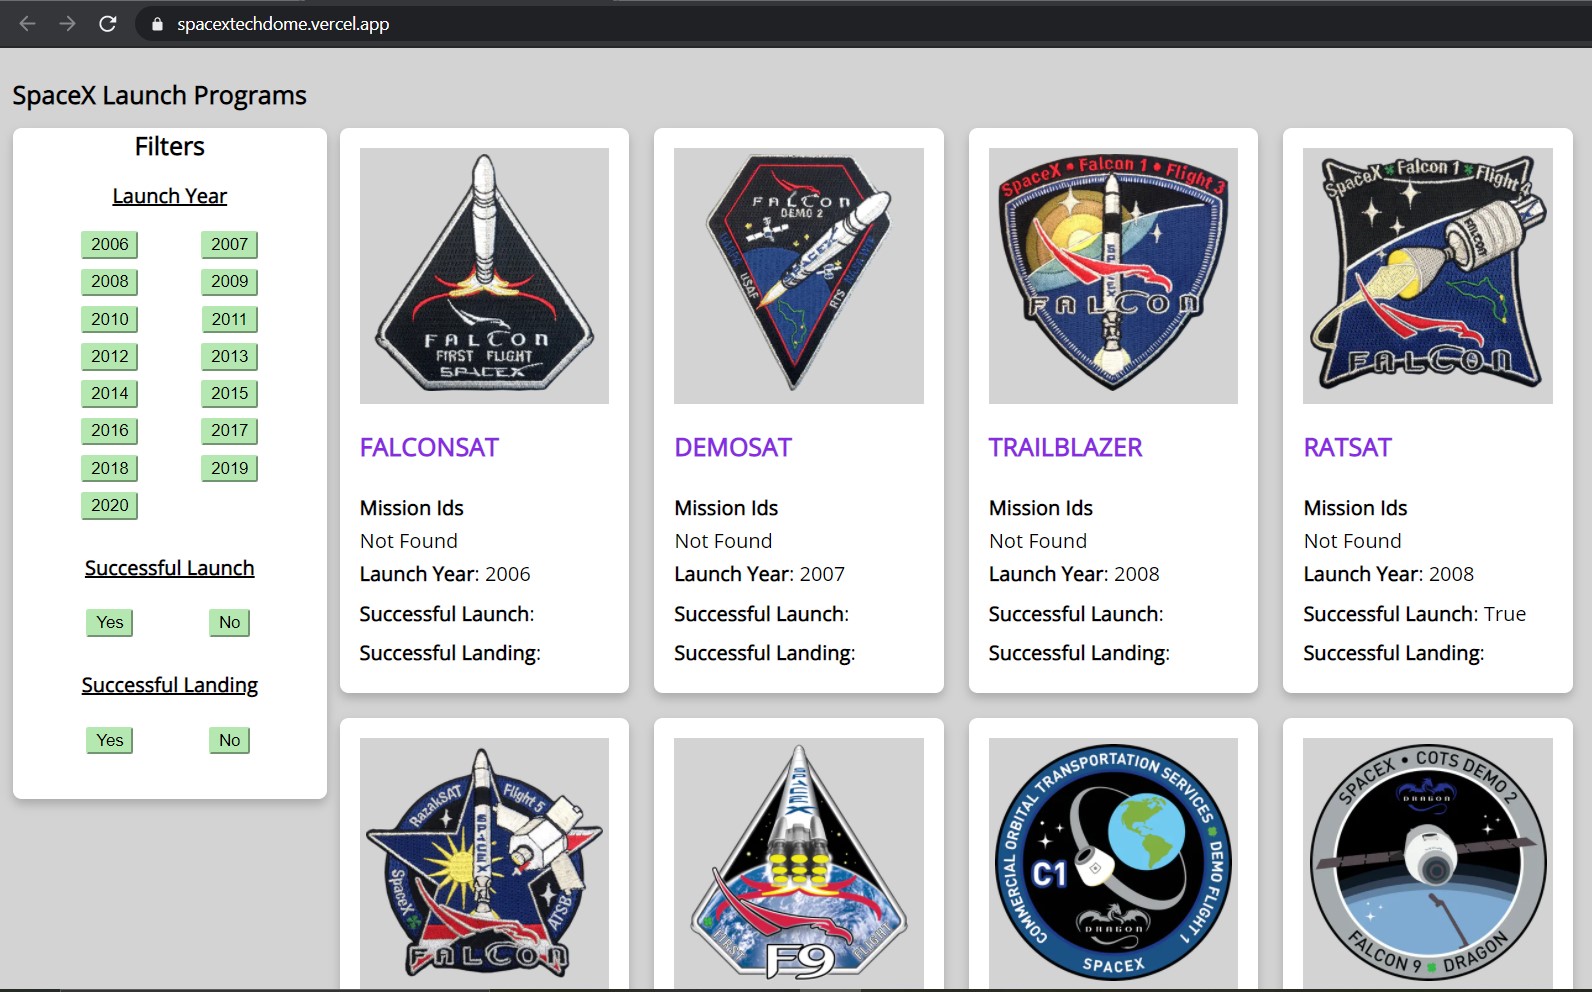 spacextechdome.vercel.app
SpaceX Launch Programs
Filters
Launch Year
2006 2007
2008 2009
2010 2011
2012 2013
2014 2015
2016 2017
2018 2019
2020
Successful Launch
Yes No
Successful Landing
Yes No
FALCON
FIRST FLIGHT
SPACEX
FALCONSAT
Mission Ids
Not Found
Launch Year: 2006
Successful Launch:
Successful Landing:
FALCON
DEMO 2
SPACEX
USAF
RTS
DEMOSAT
Mission Ids
Not Found
Launch Year: 2007
Successful Launch:
Successful Landing:
SpaceX • Falcon 1 • Flight 3
SPACEX
FALCON
TRAILBLAZER
Mission Ids
Not Found
Launch Year: 2008
Successful Launch:
Successful Landing:
SpaceX Falcon 1 Flight 4
FALCON
FALCON
RATSAT
Mission Ids
Not Found
Launch Year: 2008
Successful Launch: True
Successful Landing:
RazakSAT
Flight 5
SPACEX
SpaceX
ATSB
FALCON
SPACEX
FIRST FLIGHT
F9
COMMERCIAL ORBITAL TRANSPORTATION SERVICES DEMO FLIGHT 1
C1
DRAGON
SPACEX
SPACEX • COTS DEMO 2
DRAGON
FALCON 9 DRAGON